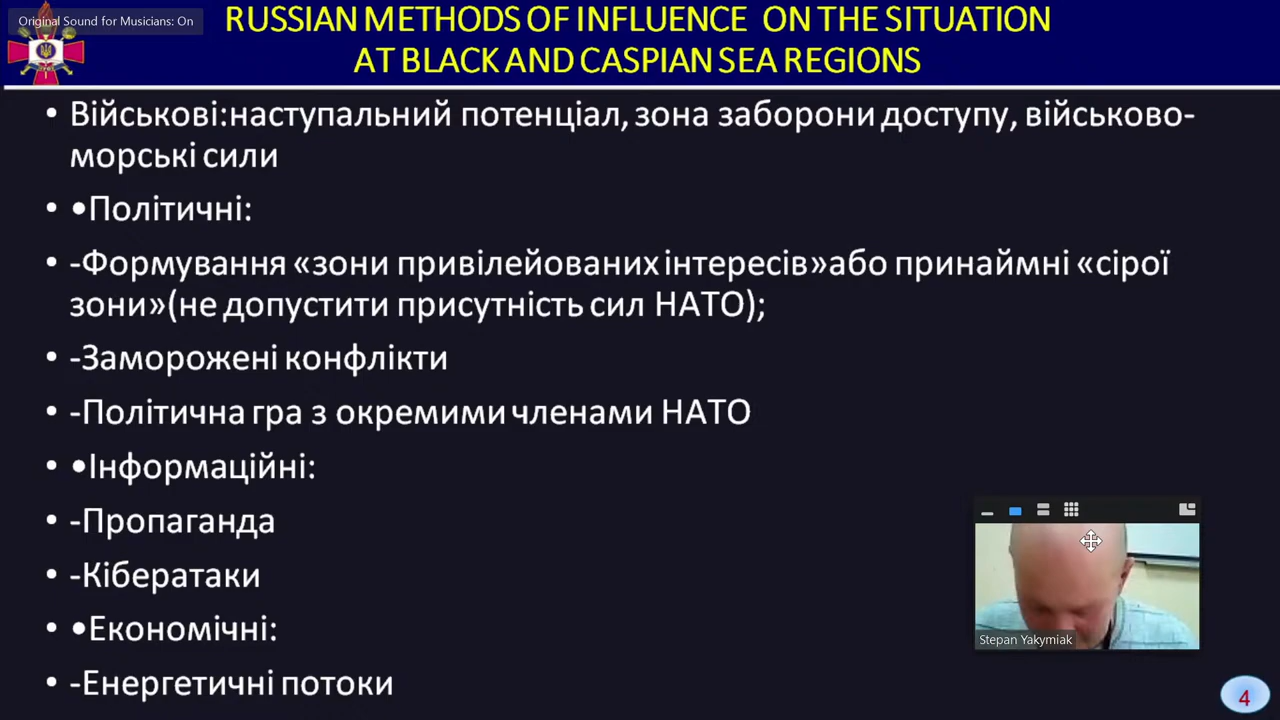 Original Sound for Musicians: On
RUSSIAN METHODS OF INFLUENCE ON THE SITUATION
AT BLACK AND CASPIAN SEA REGIONS
• Військові:наступальний потенціал, зона заборони доступу, військово-
морські сили
• •Політичні:
• -Формування «зони привілейованих інтересів»або принаймні «сірої
зони»(не допустити присутність сил НАТО);
• -Заморожені конфлікти
• -Політична гра з окремими членами НАТО
• •Інформаційні:
• -Пропаганда
• -Кібератаки
• •Економічні:
• -Енергетичні потоки
Stepan Yakymiak
4